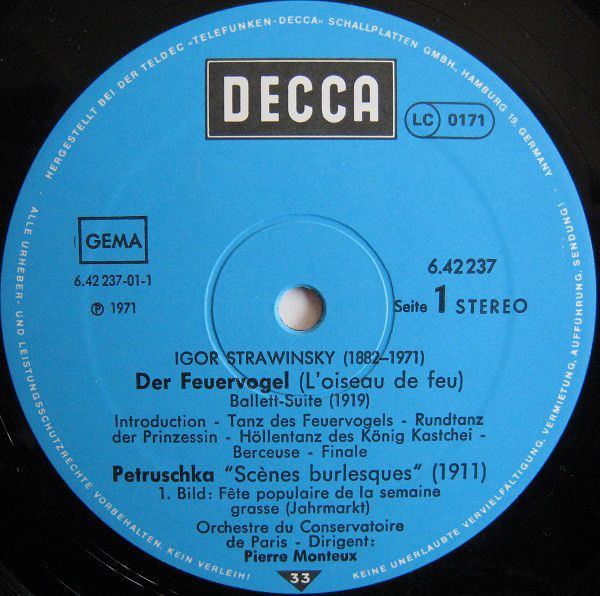 HERGESTELLT BEI DER TELDEC »TELEFUNKEN-DECCA« SCHALLPLATTEN GMBH., HAMBURG 19 GERMANY
DECCA
LC 0171
GEMA
6.42 237-01-1
Ⓟ 1971
6.42 237
Seite 1 STEREO
IGOR STRAWINSKY (1882–1971)
Der Feuervogel (L'oiseau de feu)
Ballett-Suite (1919)
Introduction - Tanz des Feuervogels - Rundtanz
der Prinzessin - Höllentanz des König Kastchei -
Berceuse - Finale
Petruschka "Scènes burlesques" (1911)
1. Bild: Fête populaire de la semaine
grasse (Jahrmarkt)
Orchestre du Conservatoire
de Paris - Dirigent:
Pierre Monteux
33
ALLE URHEBER- UND LEISTUNGSSCHUTZRECHTE VORBEHALTEN. KEIN VERLEIH! KEINE UNERLAUBTE VERVIELFÄLTIGUNG, VERMIETUNG, AUFFÜHRUNG, SENDUNG!